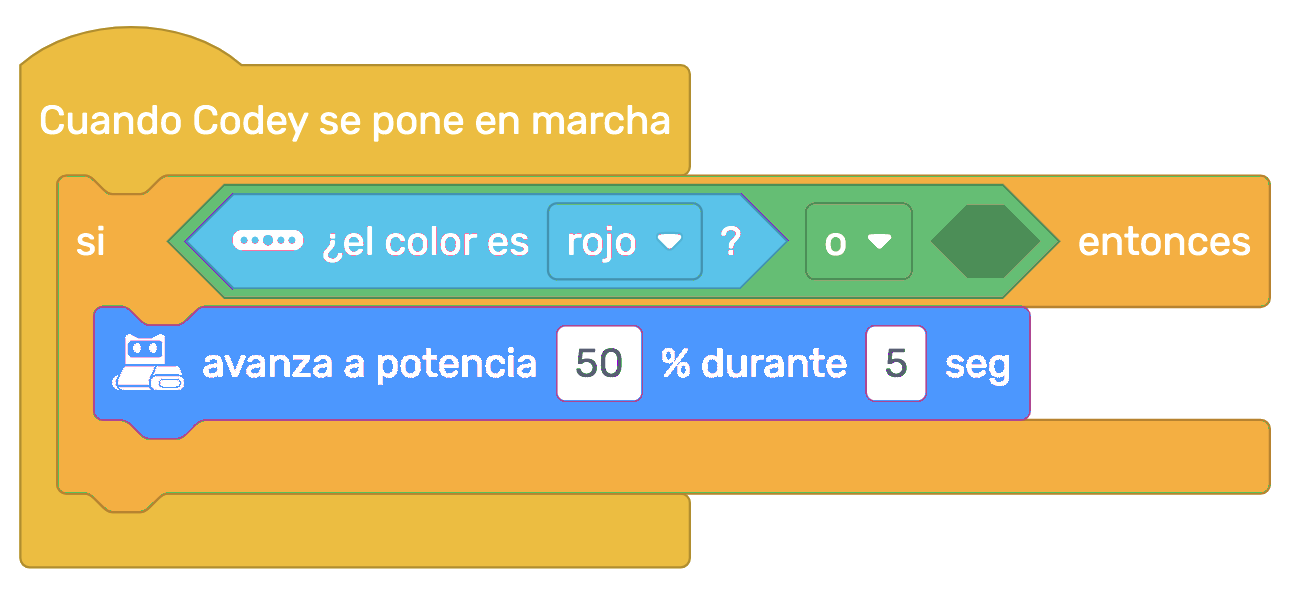 Cuando Codey se pone en marcha
si ¿el color es rojo ? o entonces
avanza a potencia 50 % durante 5 seg